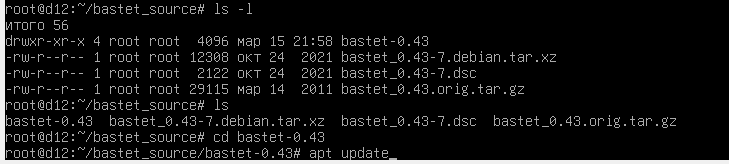 root@d12:~/bastet_source# ls -l
итого 56
drwxr-xr-x 4 root root  4096 мар 15 21:58 bastet-0.43
-rw-r--r-- 1 root root 12308 окт 24  2021 bastet_0.43-7.debian.tar.xz
-rw-r--r-- 1 root root  2122 окт 24  2021 bastet_0.43-7.dsc
-rw-r--r-- 1 root root 29115 мар 14  2011 bastet_0.43.orig.tar.gz
root@d12:~/bastet_source# ls
bastet-0.43  bastet_0.43-7.debian.tar.xz  bastet_0.43-7.dsc  bastet_0.43.orig.tar.gz
root@d12:~/bastet_source# cd bastet-0.43
root@d12:~/bastet_source/bastet-0.43# apt update_